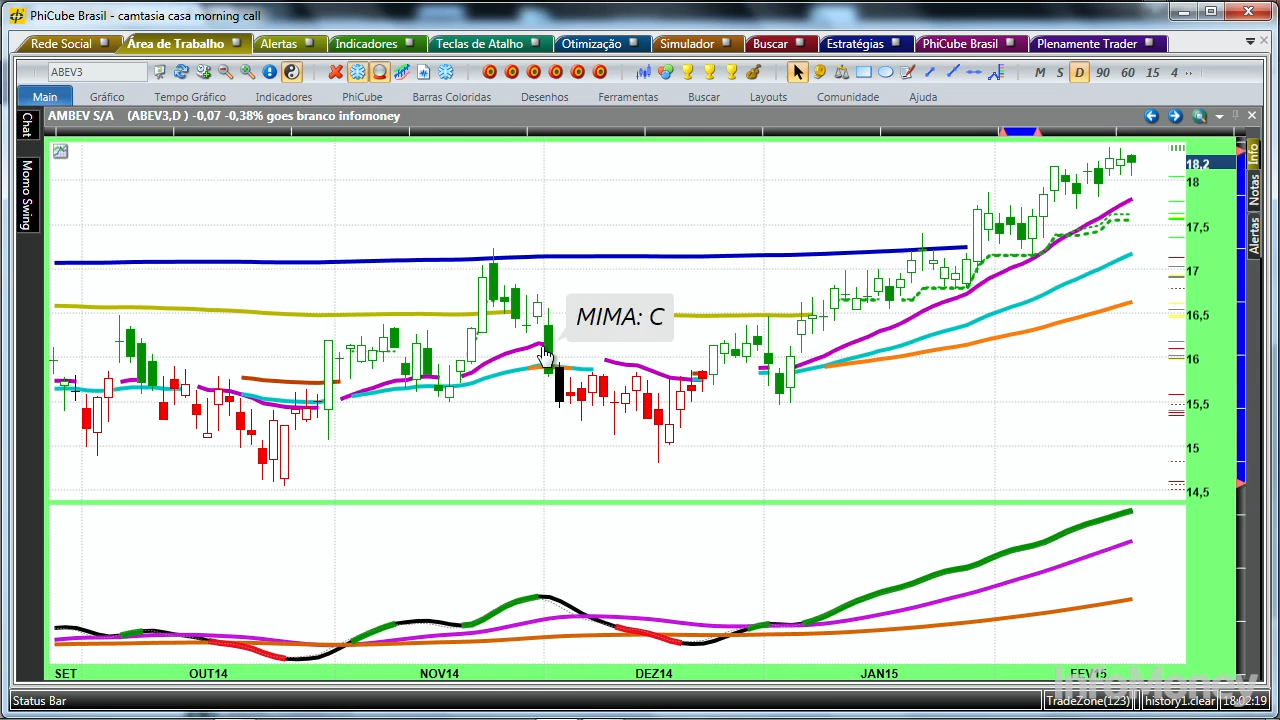 PhiCube Brasil - camtasia casa morning call
Rede Social Área de Trabalho Alertas Indicadores Teclas de Atalho Otimização Simulador Buscar Estratégias PhiCube Brasil Plenamente Trader
ABEV3 M S D 90 60 15 4
Main Gráfico Tempo Gráfico Indicadores PhiCube Barras Coloridas Desenhos Ferramentas Buscar Layouts Comunidade Ajuda
AMBEV S/A (ABEV3,D ) -0,07 -0,38% goes branco infomoney
Chat
Momo Swing
Info
Notas
Alertas
18,2
18
17,5
17
16,5
16
15,5
15
14,5
MIMA: C
SET OUT14 NOV14 DEZ14 JAN15 FEV15
InfoMoney
Status Bar TradeZone(123) history1.clear 18:02:19